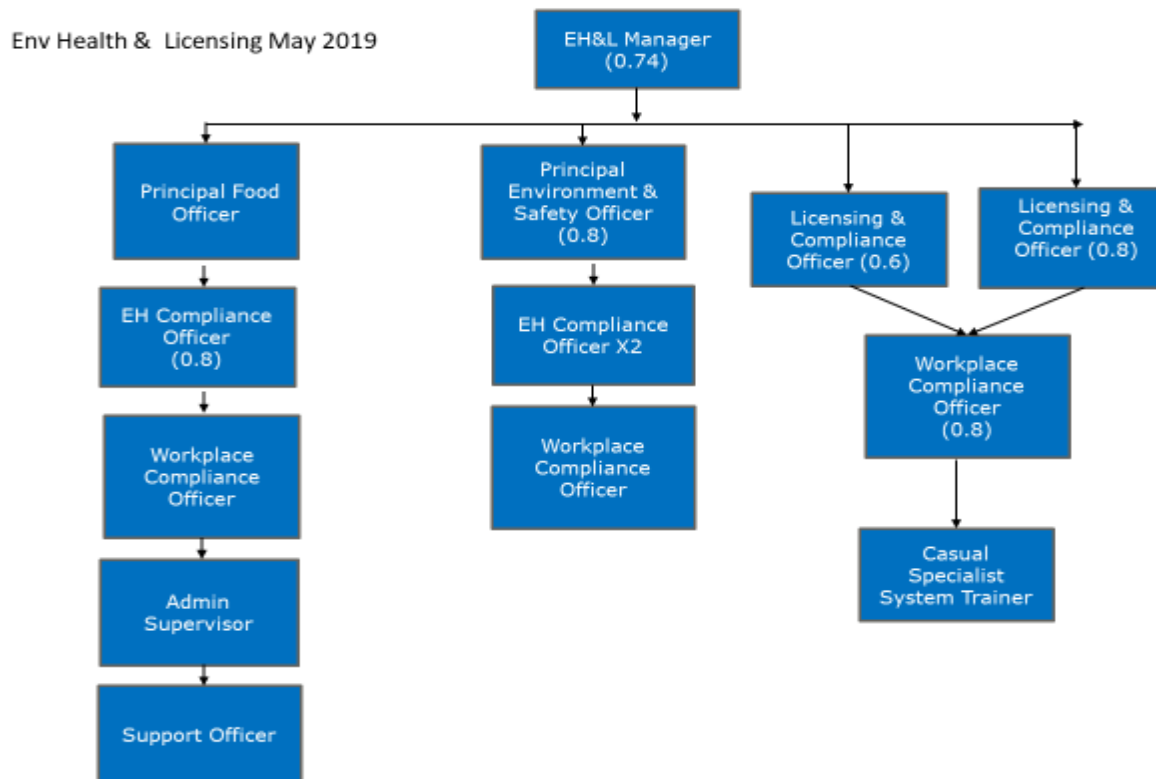 Env Health & Licensing May 2019
EH&L Manager
(0.74)
Principal Food
Officer
Principal
Environment &
Safety Officer
(0.8)
Licensing &
Compliance
Officer (0.6)
Licensing &
Compliance
Officer (0.8)
EH Compliance
Officer
(0.8)
EH Compliance
Officer X2
Workplace
Compliance
Officer
(0.8)
Workplace
Compliance
Officer
Workplace
Compliance
Officer
Casual
Specialist
System Trainer
Admin
Supervisor
Support Officer